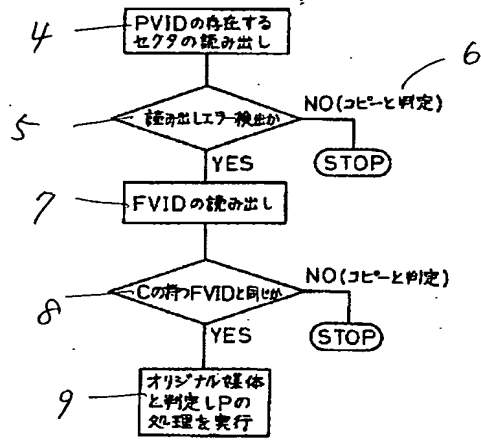 4
PVIDの存在する
セクタの読み出し
6
5
読み出しエラー検出か
NO(コピーと判定)
STOP
YES
7
FVIDの読み出し
8
Cの持つFVIDと同じか
NO(コピーと判定)
STOP
YES
9
オリジナル媒体
と判定しPの
処理を実行